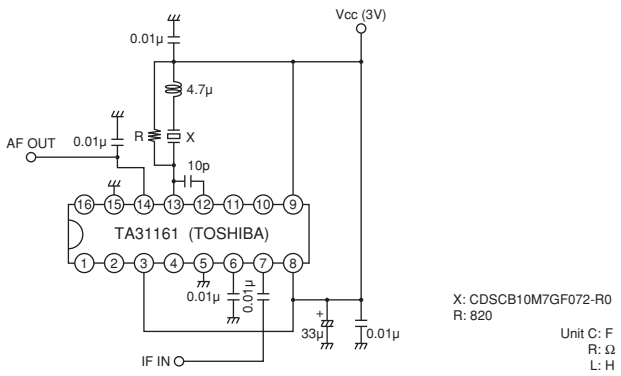 Vcc (3V)
0.01µ
4.7µ
R
X
AF OUT
0.01µ
10p
16 15 14 13 12 11 10 9
TA31161 (TOSHIBA)
1 2 3 4 5 6 7 8
0.01µ
0.01µ
+
33µ
0.01µ
IF IN
X: CDSCB10M7GF072-R0
R: 820
Unit C: F
R: Ω
L: H